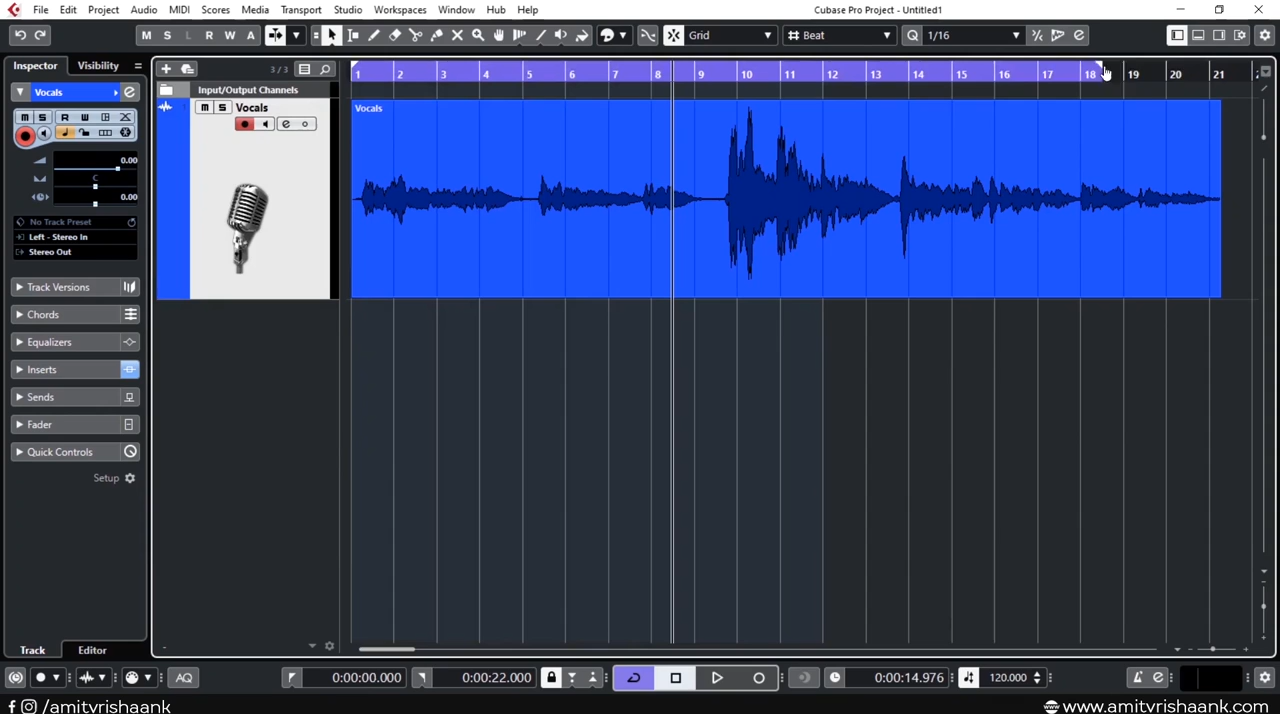 File Edit Project Audio MIDI Scores Media Transport Studio Workspaces Window Hub Help
Cubase Pro Project - Untitled1
M S L R W A
Grid
Beat
Q 1/16
Inspector Visibility
3/3
1 2 3 4 5 6 7 8 9 10 11 12 13 14 15 16 17 18 19 20 21
Input/Output Channels
Vocals
M S Vocals
Vocals
M S R W
0.00
C
0.00
No Track Preset
Left - Stereo In
Stereo Out
Track Versions
Chords
Equalizers
Inserts
Sends
Fader
Quick Controls
Setup
Track Editor
AQ
0:00:00.000
0:00:22.000
0:00:14.976
120.000
/amitvrishaank
www.amitvrishaank.com